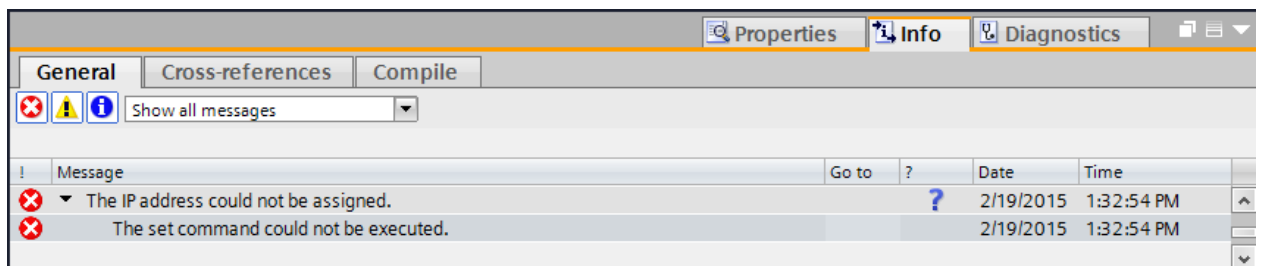 Properties Info Diagnostics
General Cross-references Compile
Show all messages
! Message Go to ? Date Time
The IP address could not be assigned. ? 2/19/2015 1:32:54 PM
The set command could not be executed. 2/19/2015 1:32:54 PM